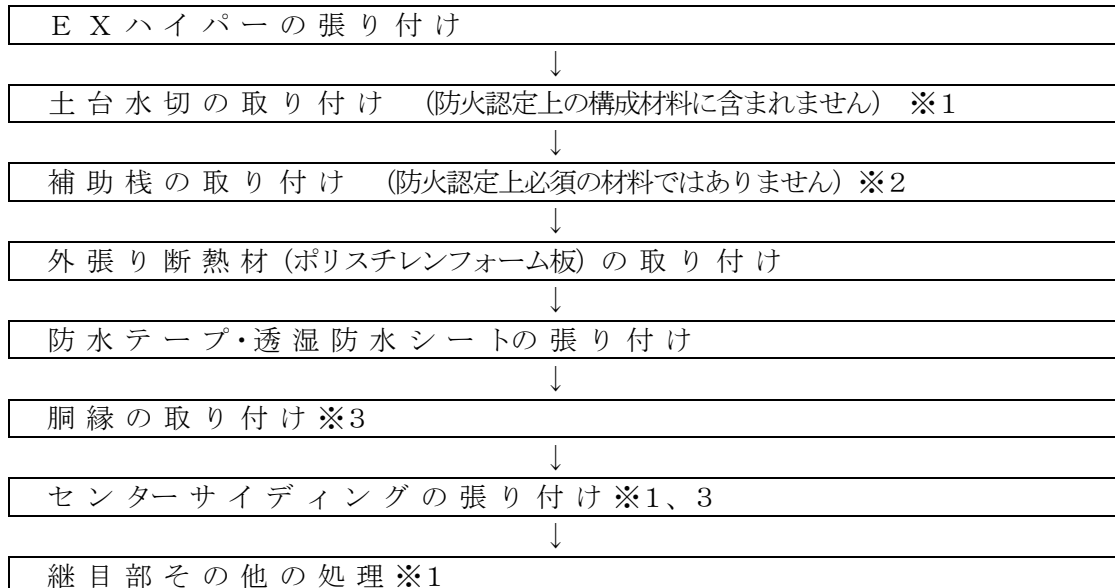 EXハイパーの張り付け
↓
土台水切の取り付け (防火認定上の構成材料に含まれません) ※1
↓
補助桟の取り付け (防火認定上必須の材料ではありません)※2
↓
外張り断熱材(ポリスチレンフォーム板)の取り付け
↓
防水テープ・透湿防水シートの張り付け
↓
胴縁の取り付け※3
↓
センターサイディングの張り付け※1、3
↓
継目部その他の処理※1